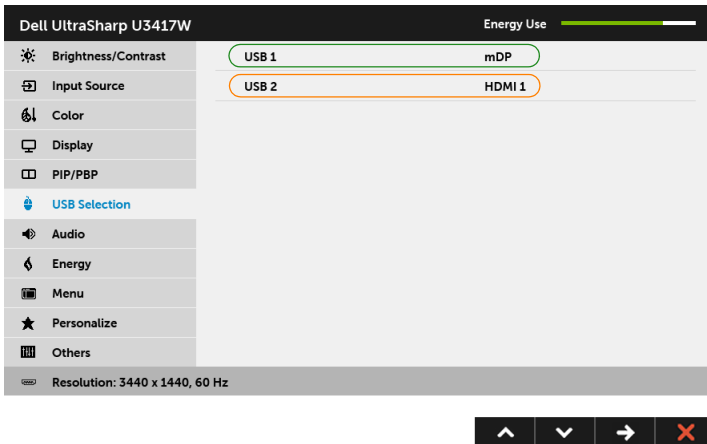 Dell UltraSharp U3417W Energy Use
Brightness/Contrast USB 1 mDP
Input Source USB 2 HDMI 1
Color
Display
PIP/PBP
USB Selection
Audio
Energy
Menu
Personalize
Others
Resolution: 3440 x 1440, 60 Hz